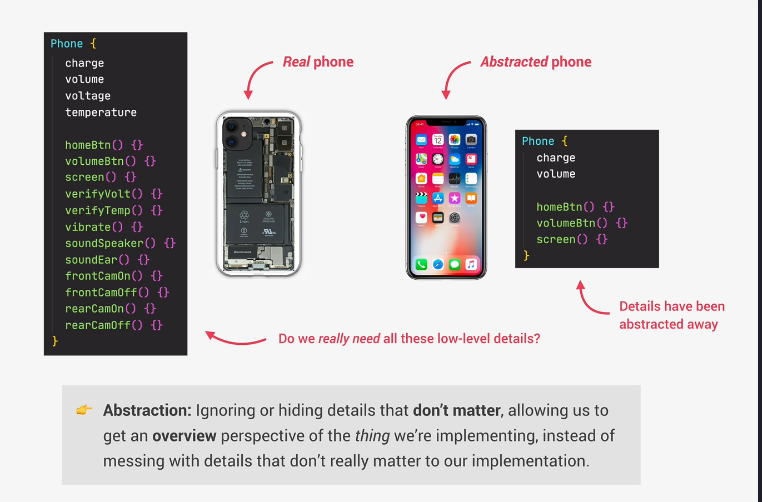 Phone {
charge
volume
voltage
temperature
homeBtn() {}
volumeBtn() {}
screen() {}
verifyVolt() {}
verifyTemp() {}
vibrate() {}
soundSpeaker() {}
soundEar() {}
frontCamOn() {}
frontCamOff() {}
rearCamOn() {}
rearCamOff() {}
}
Real phone
Abstracted phone
Phone {
charge
volume
homeBtn() {}
volumeBtn() {}
screen() {}
}
Details have been
abstracted away
Do we really need all these low-level details?
👉 Abstraction: Ignoring or hiding details that don’t matter, allowing us to
get an overview perspective of the thing we’re implementing, instead of
messing with details that don’t really matter to our implementation.